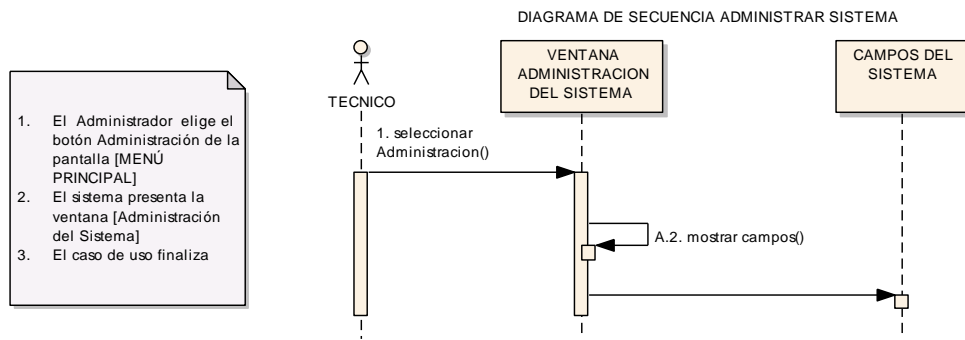 DIAGRAMA DE SECUENCIA ADMINISTRAR SISTEMA
1. El Administrador elige el
botón Administración de la
pantalla [MENÚ
PRINCIPAL]
2. El sistema presenta la
ventana [Administración
del Sistema]
3. El caso de uso finaliza
TECNICO
VENTANA
ADMINISTRACION
DEL SISTEMA
CAMPOS DEL
SISTEMA
1. seleccionar
Administracion()
A.2. mostrar campos()